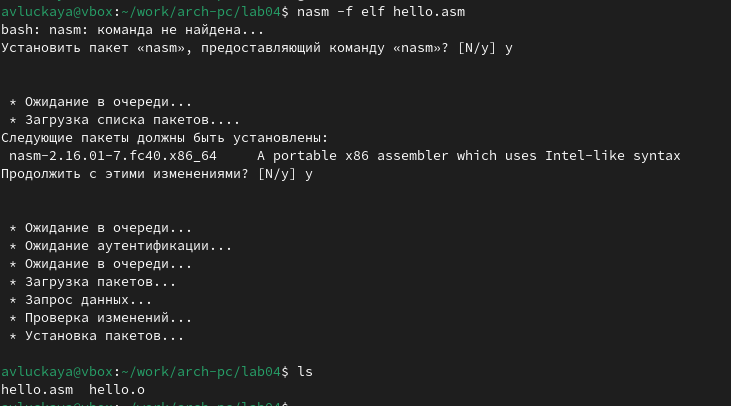 avluckaya@vbox:~/work/arch-pc/lab04$ nasm -f elf hello.asm
bash: nasm: команда не найдена...
Установить пакет «nasm», предоставляющий команду «nasm»? [N/y] y
* Ожидание в очереди...
* Загрузка списка пакетов....
Следующие пакеты должны быть установлены:
nasm-2.16.01-7.fc40.x86_64 A portable x86 assembler which uses Intel-like syntax
Продолжить с этими изменениями? [N/y] y
* Ожидание в очереди...
* Ожидание аутентификации...
* Ожидание в очереди...
* Загрузка пакетов...
* Запрос данных...
* Проверка изменений...
* Установка пакетов...
avluckaya@vbox:~/work/arch-pc/lab04$ ls
hello.asm hello.o